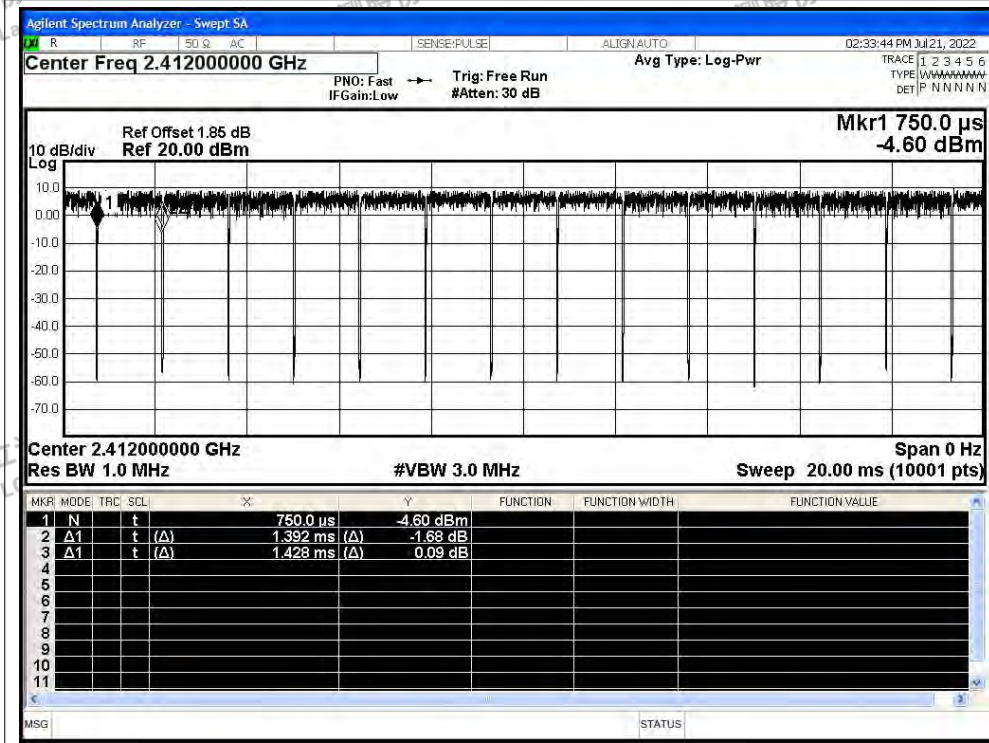 Agilent Spectrum Analyzer - Swept SA
R RF 50 Ω AC SENSE:PULSE ALIGN AUTO 02:33:44 PM Jul 21, 2022
Center Freq 2.412000000 GHz
Avg Type: Log-Pwr
TRACE 1 2 3 4 5 6
TYPE
DET P N N N N N
PNO: Fast
IFGain:Low
Trig: Free Run
#Atten: 30 dB
Mkr1 750.0 µs
-4.60 dBm
Ref Offset 1.85 dB
10 dB/div Ref 20.00 dBm
Log
10.0
0.00
-10.0
-20.0
-30.0
-40.0
-50.0
-60.0
-70.0
1
Center 2.412000000 GHz Span 0 Hz
Res BW 1.0 MHz #VBW 3.0 MHz Sweep 20.00 ms (10001 pts)
MKR MODE TRC SCL X Y FUNCTION FUNCTION WIDTH FUNCTION VALUE
1 N t 750.0 µs -4.60 dBm
2 Δ1 t (Δ) 1.392 ms (Δ) -1.68 dB
3 Δ1 t (Δ) 1.428 ms (Δ) 0.09 dB
4
5
6
7
8
9
10
11
MSG STATUS